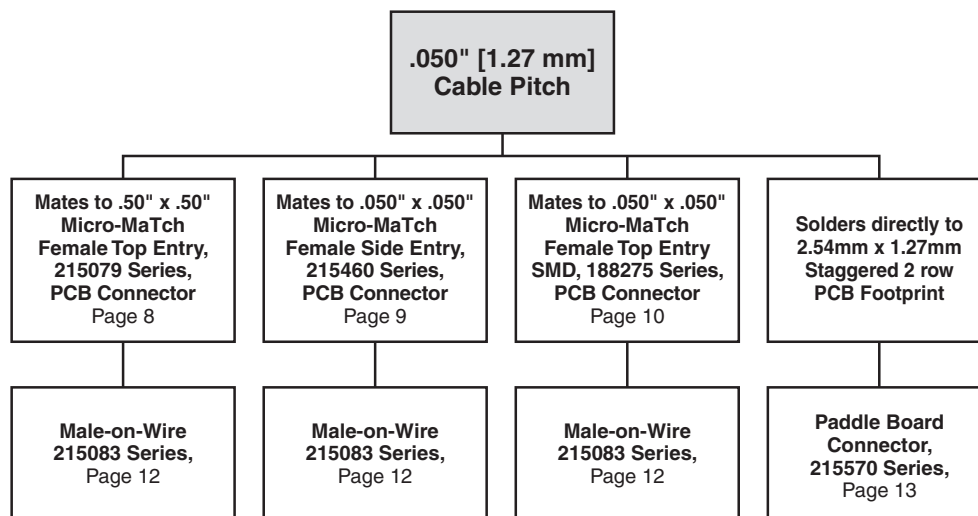 .050" [1.27 mm]
Cable Pitch
Mates to .50" x .50"
Micro-MaTch
Female Top Entry,
215079 Series,
PCB Connector
Page 8
Mates to .050" x .050"
Micro-MaTch
Female Side Entry,
215460 Series,
PCB Connector
Page 9
Mates to .050" x .050"
Micro-MaTch
Female Top Entry
SMD, 188275 Series,
PCB Connector
Page 10
Solders directly to
2.54mm x 1.27mm
Staggered 2 row
PCB Footprint
Male-on-Wire
215083 Series,
Page 12
Male-on-Wire
215083 Series,
Page 12
Male-on-Wire
215083 Series,
Page 12
Paddle Board
Connector,
215570 Series,
Page 13